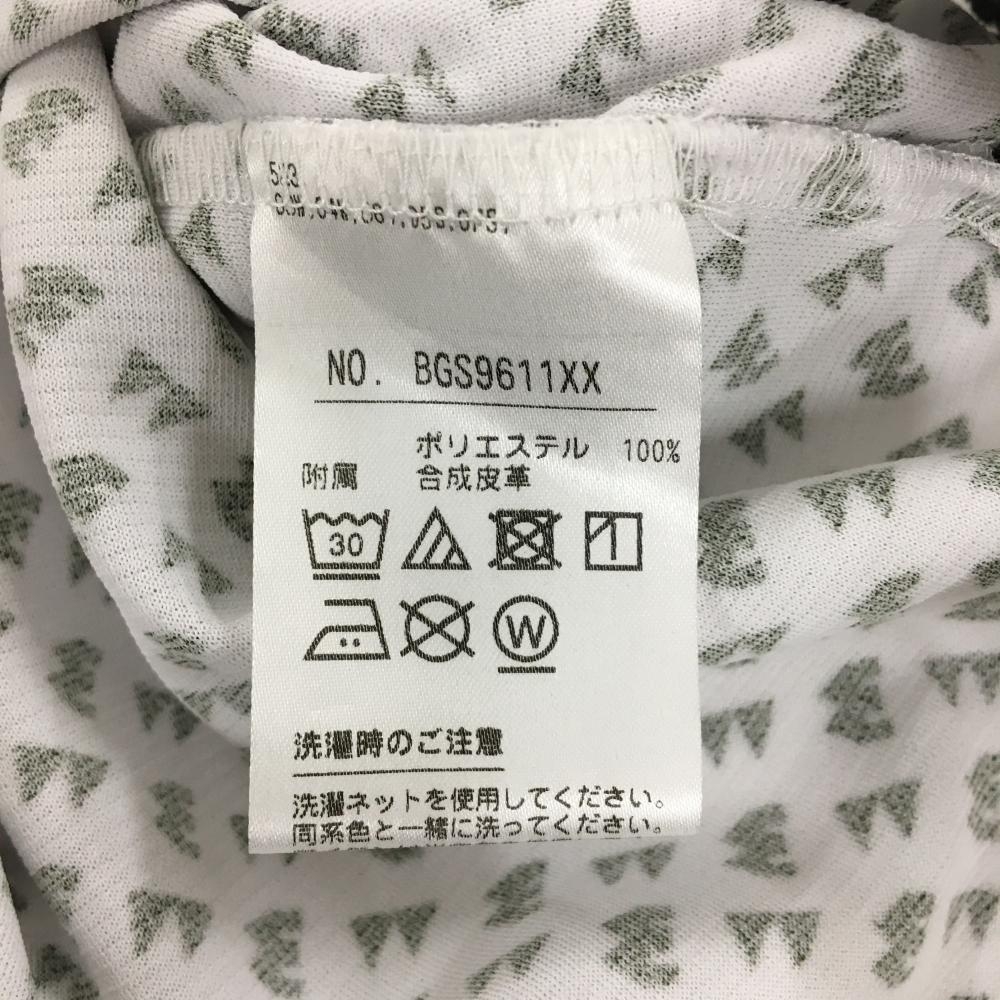 NO. BGS9611XX
ポリエステル 100%
附属 合成皮革
30
W
洗濯時のご注意
洗濯ネットを使用してください。
同系色と一緒に洗ってください。